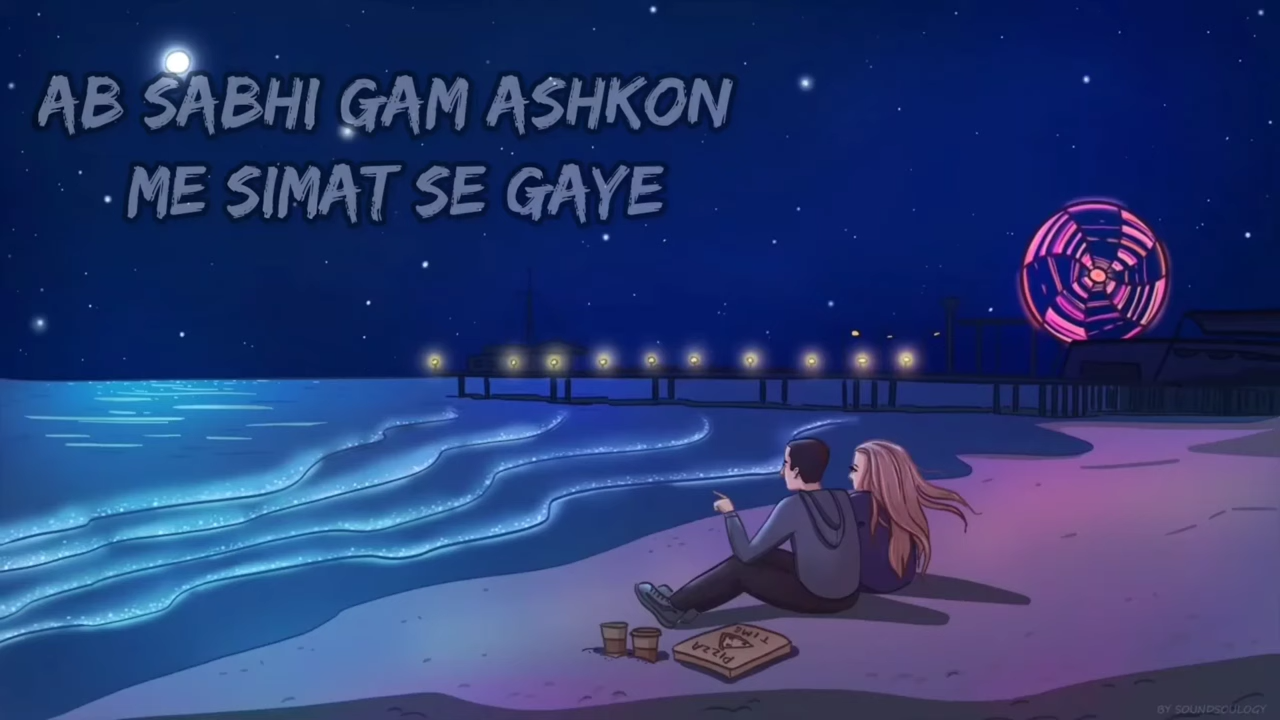 AB SABHI GAM ASHKON
ME SIMAT SE GAYE
PIZZA
TIME
BY SOUNDSOULOGY